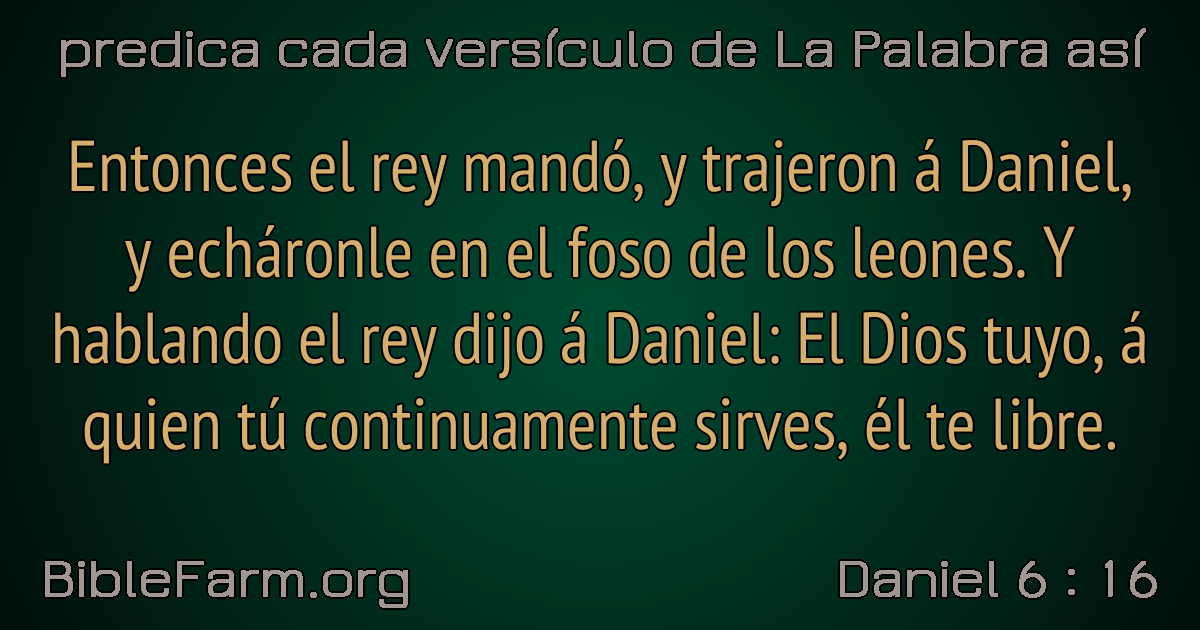 predica cada versículo de La Palabra así
Entonces el rey mandó, y trajeron á Daniel,
y echáronle en el foso de los leones. Y
hablando el rey dijo á Daniel: El Dios tuyo, á
quien tú continuamente sirves, él te libre.
BibleFarm.org
Daniel 6 : 16